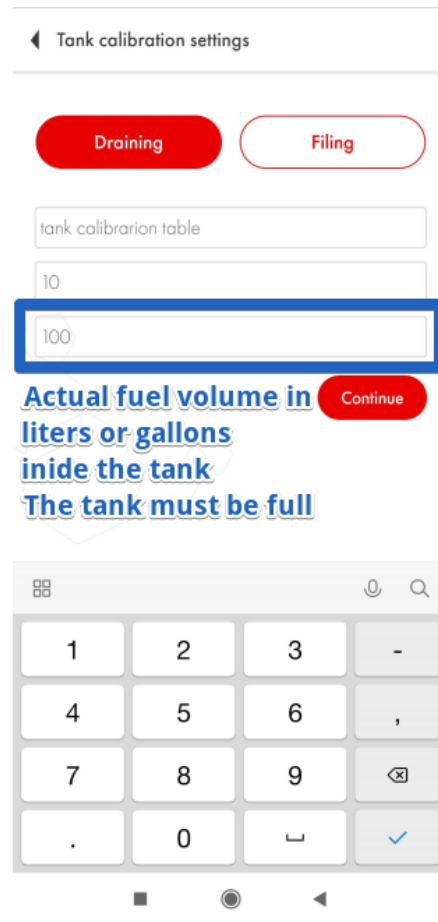 Tank calibration settings
Draining
Filing
tank calibrarion table
10
100
Actual fuel volume in
Continue
liters or gallons
inide the tank
The tank must be full
1 2 3 -
4 5 6 ,
7 8 9
. 0